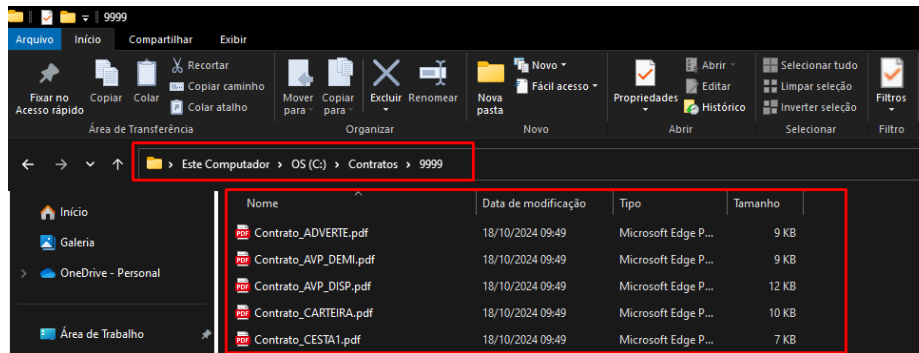 9999
Arquivo Início Compartilhar Exibir
Fixar no Acesso rápido
Copiar
Colar
Recortar
Copiar caminho
Colar atalho
Mover para
Copiar para
Excluir
Renomear
Nova pasta
Novo
Fácil acesso
Propriedades
Abrir
Editar
Histórico
Selecionar tudo
Limpar seleção
Inverter seleção
Filtros
Área de Transferência Organizar Novo Abrir Selecionar Filtro
Este Computador > OS (C:) > Contratos > 9999
Início
Galeria
OneDrive - Personal
Área de Trabalho
Nome Data de modificação Tipo Tamanho
Contrato_ADVERTE.pdf 18/10/2024 09:49 Microsoft Edge P... 9 KB
Contrato_AVP_DEMI.pdf 18/10/2024 09:49 Microsoft Edge P... 9 KB
Contrato_AVP_DISP.pdf 18/10/2024 09:49 Microsoft Edge P... 12 KB
Contrato_CARTEIRA.pdf 18/10/2024 09:49 Microsoft Edge P... 10 KB
Contrato_CESTA1.pdf 18/10/2024 09:49 Microsoft Edge P... 7 KB